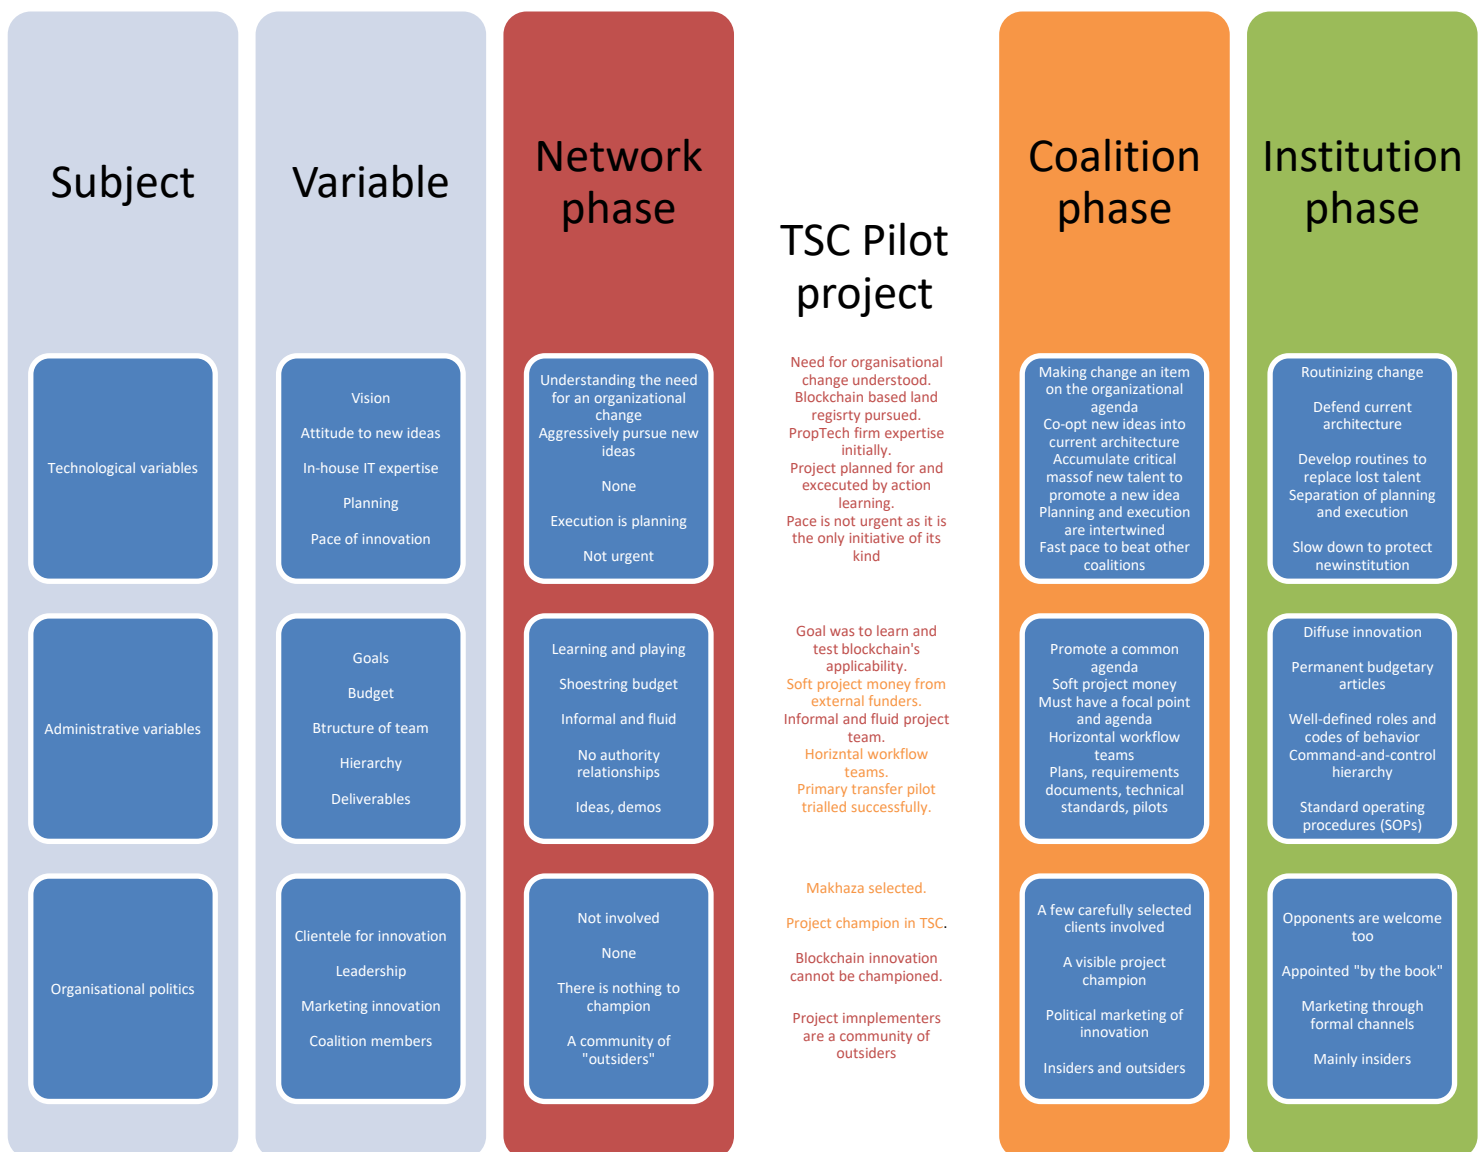 Subject
Variable
Network
phase
TSC Pilot
project
Coalition
phase
Institution
phase
Technological variables
Vision
Attitude to new ideas
In-house IT expertise
Planning
Pace of innovation
Understanding the need
for an organizational
change
Aggressively pursue new
ideas
None
Execution is planning
Not urgent
Need for organisational
change understood.
Blockchain based land
regisrty pursued.
PropTech firm expertise
initially.
Project planned for and
excecuted by action
learning.
Pace is not urgent as it is
the only initiative of its
kind
Making change an item
on the organizational
agenda
Co-opt new ideas into
current architecture
Accumulate critical
massof new talent to
promote a new idea
Planning and execution
are intertwined
Fast pace to beat other
coalitions
Routinizing change
Defend current
architecture
Develop routines to
replace lost talent
Separation of planning
and execution
Slow down to protect
newinstitution
Administrative variables
Goals
Budget
Btructure of team
Hierarchy
Deliverables
Learning and playing
Shoestring budget
Informal and fluid
No authority
relationships
Ideas, demos
Goal was to learn and
test blockchain's
applicability.
Soft project money from
external funders.
Informal and fluid project
team.
Horizntal workflow
teams.
Primary transfer pilot
trialled successfully.
Promote a common
agenda
Soft project money
Must have a focal point
and agenda
Horizontal workflow
teams
Plans, requirements
documents, technical
standards, pilots
Diffuse innovation
Permanent budgetary
articles
Well-defined roles and
codes of behavior
Command-and-control
hierarchy
Standard operating
procedures (SOPs)
Organisational politics
Clientele for innovation
Leadership
Marketing innovation
Coalition members
Not involved
None
There is nothing to
champion
A community of
"outsiders"
Makhaza selected.
Project champion in TSC.
Blockchain innovation
cannot be championed.
Project imnplementers
are a community of
outsiders
A few carefully selected
clients involved
A visible project
champion
Political marketing of
innovation
Insiders and outsiders
Opponents are welcome
too
Appointed "by the book"
Marketing through
formal channels
Mainly insiders